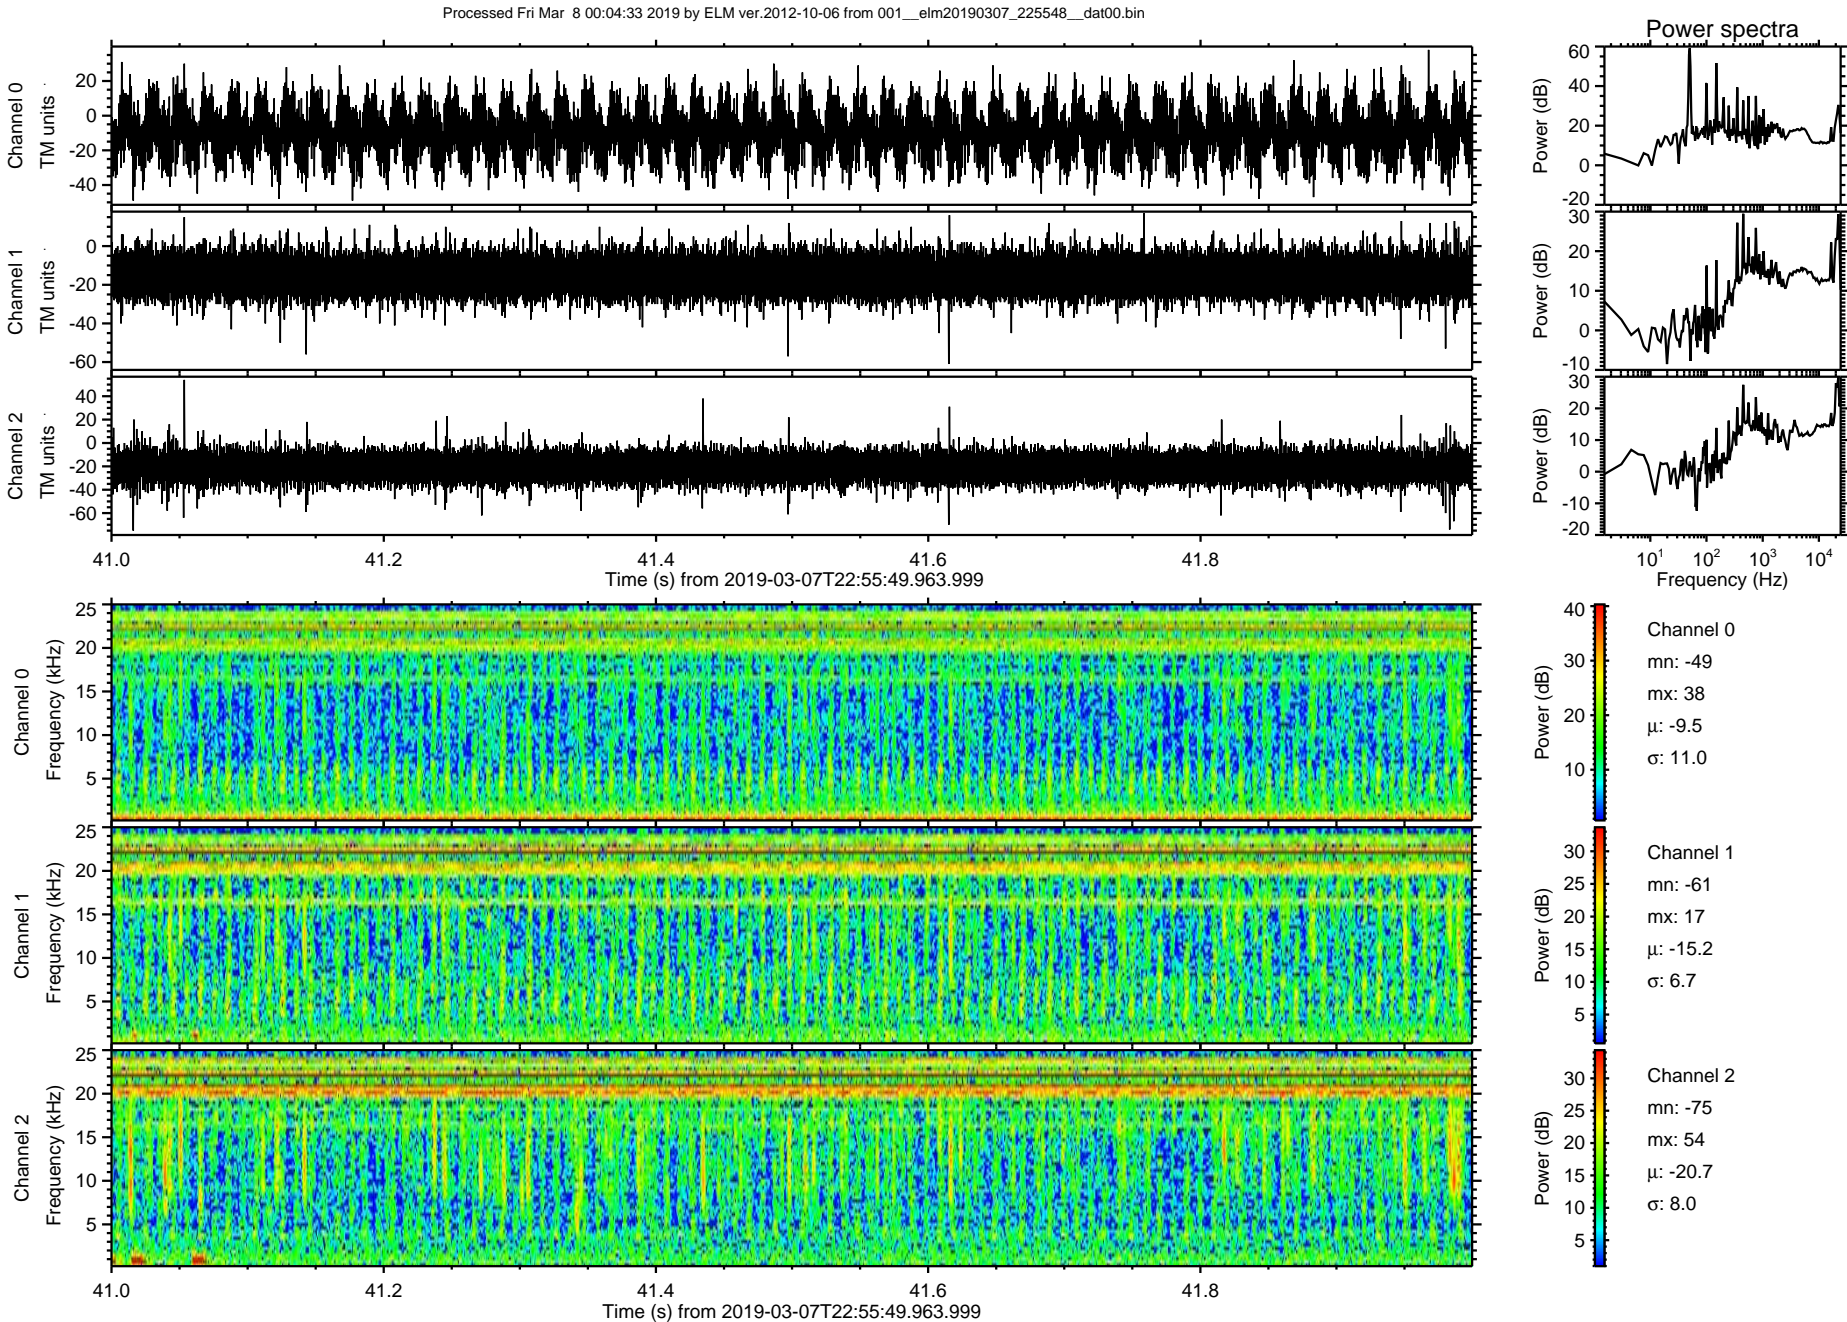 Processed Fri Mar  8 00:04:33 2019 by ELM ver.2012-10-06 from 001__elm20190307_225548__dat00.bin
Power spectra
Channel 0
TM units
20
0
-20
-40
Power (dB)
60
40
20
0
-20
Channel 1
TM units
0
-20
-40
-60
Power (dB)
30
20
10
0
-10
Channel 2
TM units
40
20
0
-20
-40
-60
Power (dB)
30
20
10
0
-10
-20
41.0 41.2 41.4 41.6 41.8
Time (s) from 2019-03-07T22:55:49.963.999
10¹ 10² 10³ 10⁴
Frequency (Hz)
Channel 0
Frequency (kHz)
25
20
15
10
5
Power (dB)
40
30
20
10
Channel 0
mn: -49
mx: 38
μ: -9.5
σ: 11.0
Channel 1
Frequency (kHz)
25
20
15
10
5
Power (dB)
30
25
20
15
10
5
Channel 1
mn: -61
mx: 17
μ: -15.2
σ: 6.7
Channel 2
Frequency (kHz)
25
20
15
10
5
Power (dB)
30
25
20
15
10
5
Channel 2
mn: -75
mx: 54
μ: -20.7
σ: 8.0
41.0 41.2 41.4 41.6 41.8
Time (s) from 2019-03-07T22:55:49.963.999